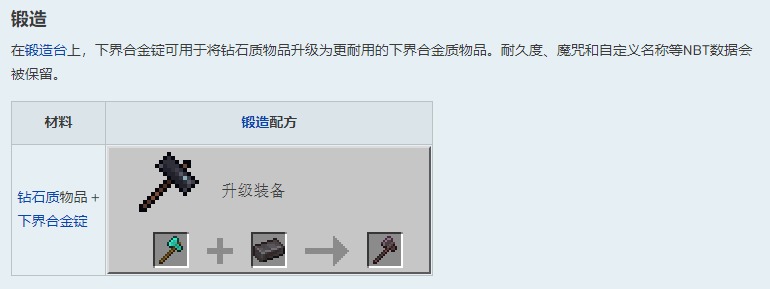 锻造
在锻造台上，下界合金锭可用于将钻石质物品升级为更耐用的下界合金质物品。耐久度、魔咒和自定义名称等NBT数据会
被保留。
材料
锻造配方
钻石质物品 +
下界合金锭
升级装备